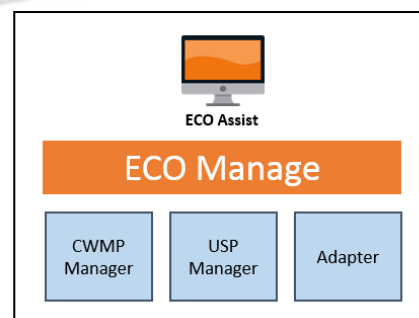 ECO Assist
ECO Manage
CWMP
Manager
USP
Manager
Adapter